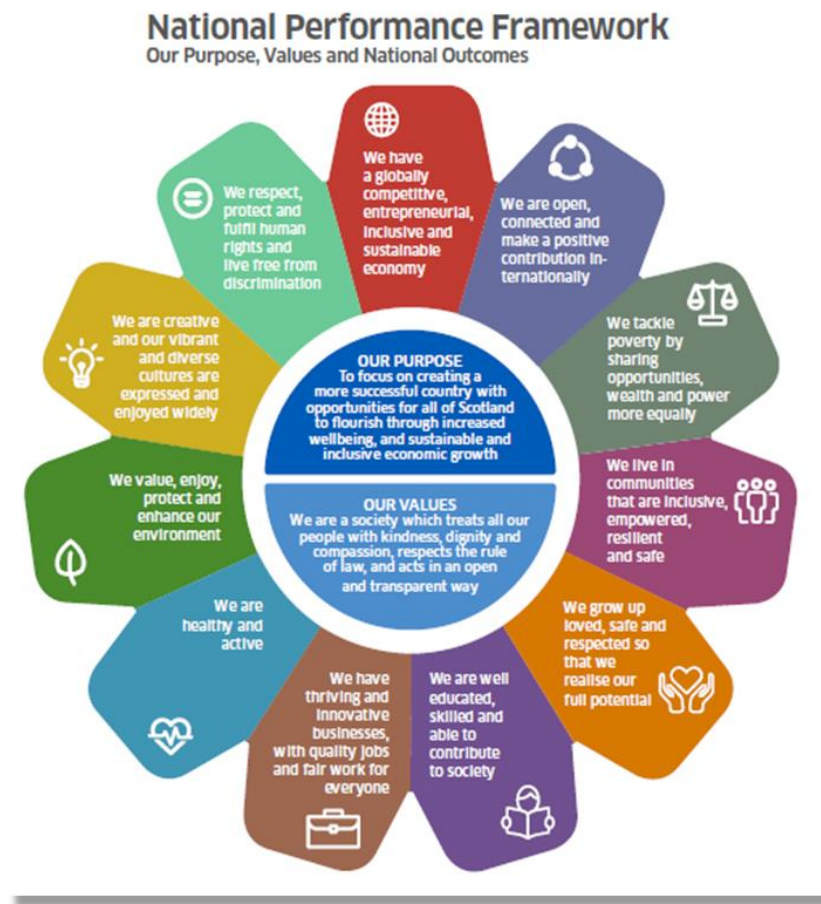 National Performance Framework
Our Purpose, Values and National Outcomes
We have
a globally
competitive,
entrepreneurial,
inclusive and
sustainable
economy
We are open,
connected and
make a positive
contribution in-
ternationally
We tackle
poverty by
sharing
opportunities,
wealth and power
more equally
We live in
communities
that are inclusive,
empowered,
resilient
and safe
We grow up
loved, safe and
respected so
that we
realise our
full potential
We are well
educated,
skilled and
able to
contribute
to society
We have
thriving and
innovative
businesses,
with quality jobs
and fair work for
everyone
We are
healthy and
active
We value, enjoy,
protect and
enhance our
environment
We are creative
and our vibrant
and diverse
cultures are
expressed and
enjoyed widely
We respect,
protect and
fulfil human
rights and
live free from
discrimination
OUR PURPOSE
To focus on creating a
more successful country with
opportunities for all of Scotland
to flourish through increased
wellbeing, and sustainable and
inclusive economic growth
OUR VALUES
We are a society which treats all our
people with kindness, dignity and
compassion, respects the rule
of law, and acts in an open
and transparent way